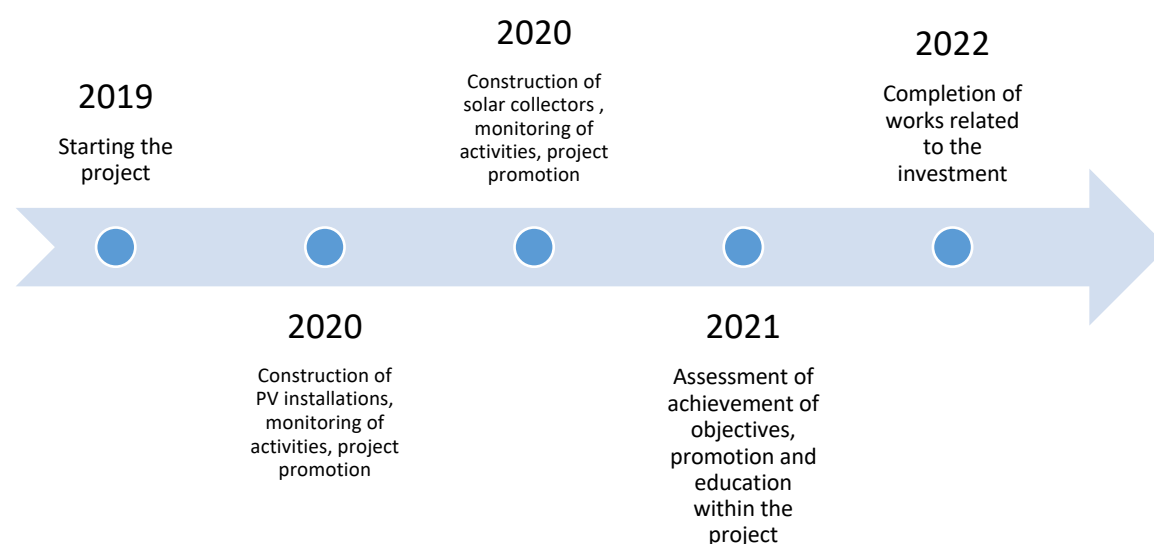 2019
Starting the
project
2020
Construction of
PV installations,
monitoring of
activities, project
promotion
2020
Construction of
solar collectors ,
monitoring of
activities, project
promotion
2021
Assessment of
achievement of
objectives,
promotion and
education
within the
project
2022
Completion of
works related
to the
investment